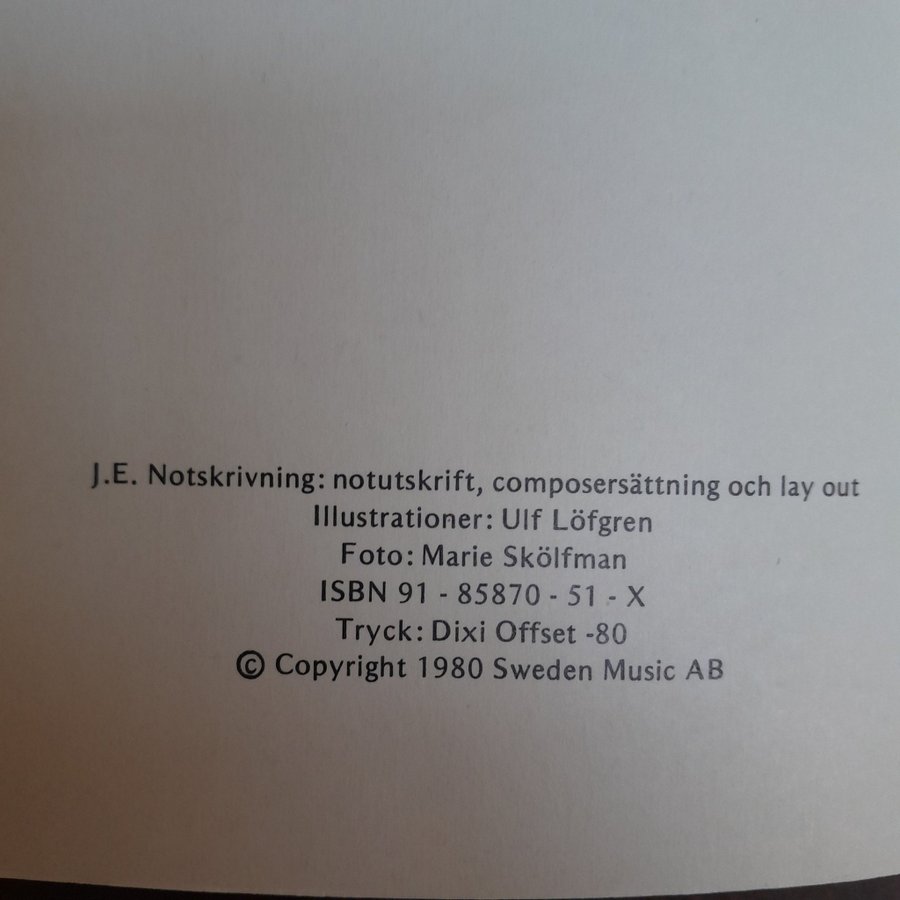 J.E. Notskrivning: notutskrift, composersättning och lay out
Illustrationer: Ulf Löfgren
Foto: Marie Skölfman
ISBN 91 - 85870 - 51 - X
Tryck: Dixi Offset -80
© Copyright 1980 Sweden Music AB